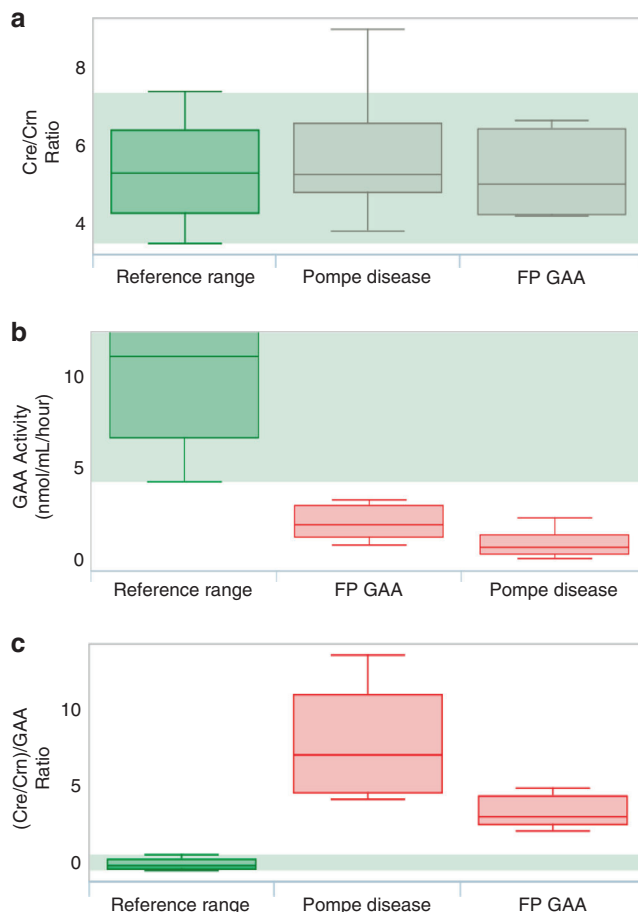 a
Cre/Crn
Ratio
8
6
4
Reference range
Pompe disease
FP GAA
b
GAA Activity
(nmol/mL/hour)
10
5
0
Reference range
FP GAA
Pompe disease
c
(Cre/Crn)/GAA
Ratio
10
5
0
Reference range
Pompe disease
FP GAA